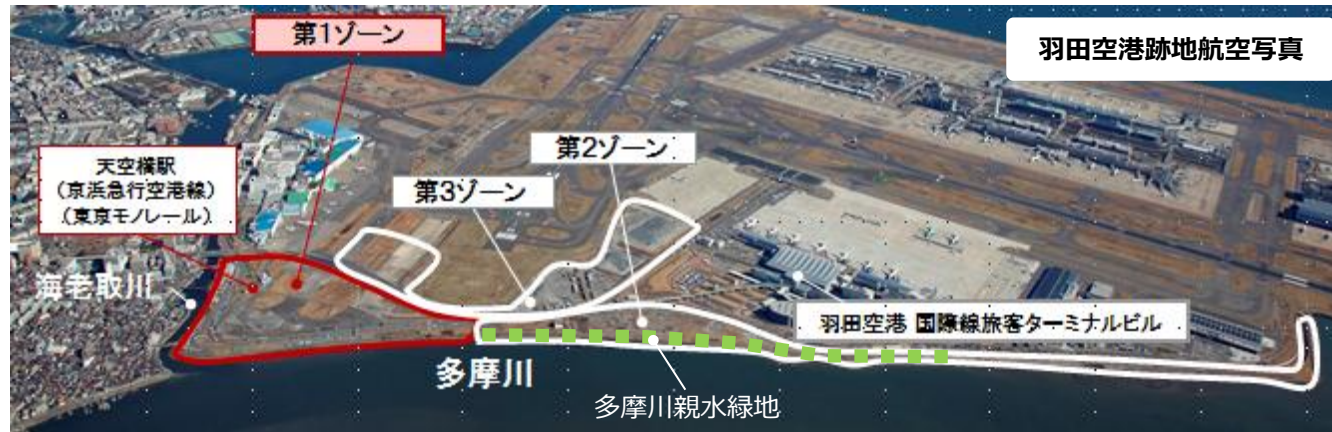 第1ゾーン
羽田空港跡地航空写真
天空橋駅
（京浜急行空港線）
（東京モノレール）
第2ゾーン
第3ゾーン
海老取川
羽田空港 国際線旅客ターミナルビル
多摩川
多摩川親水緑地